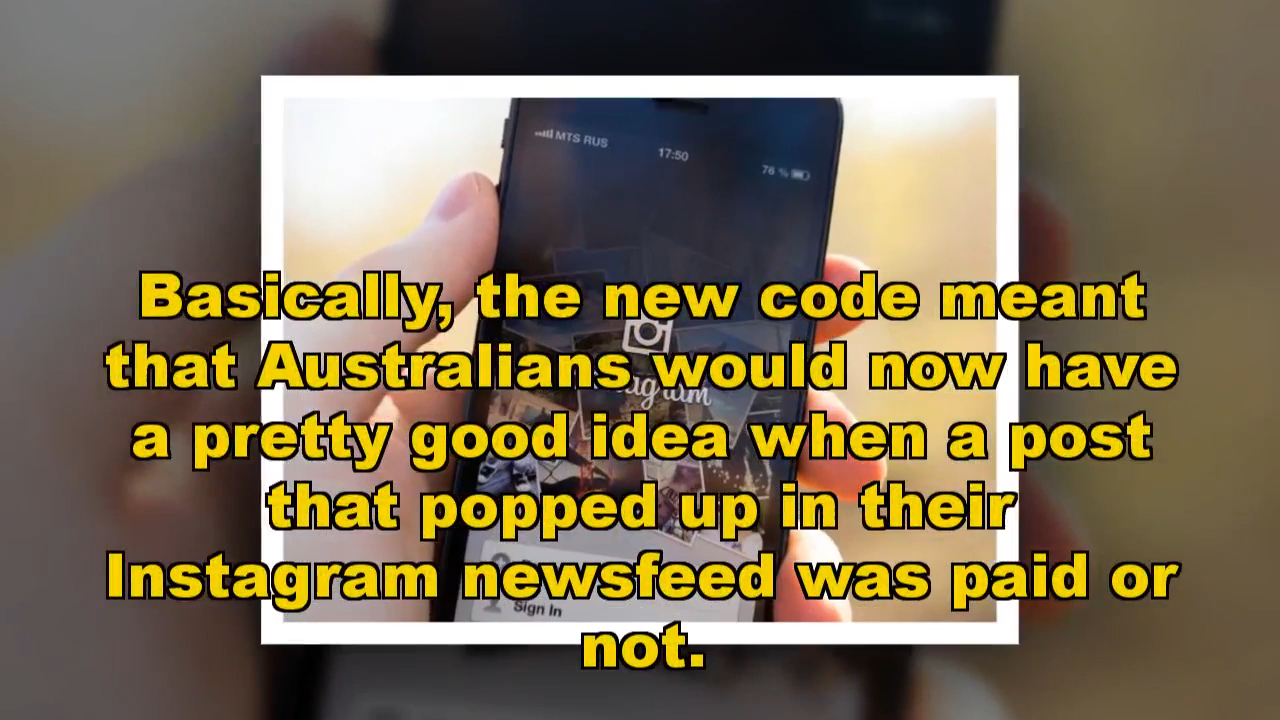 MTS RUS 17:50 76 %
Basically, the new code meant
that Australians would now have
a pretty good idea when a post
that popped up in their
Instagram newsfeed was paid or
not.
Sign In